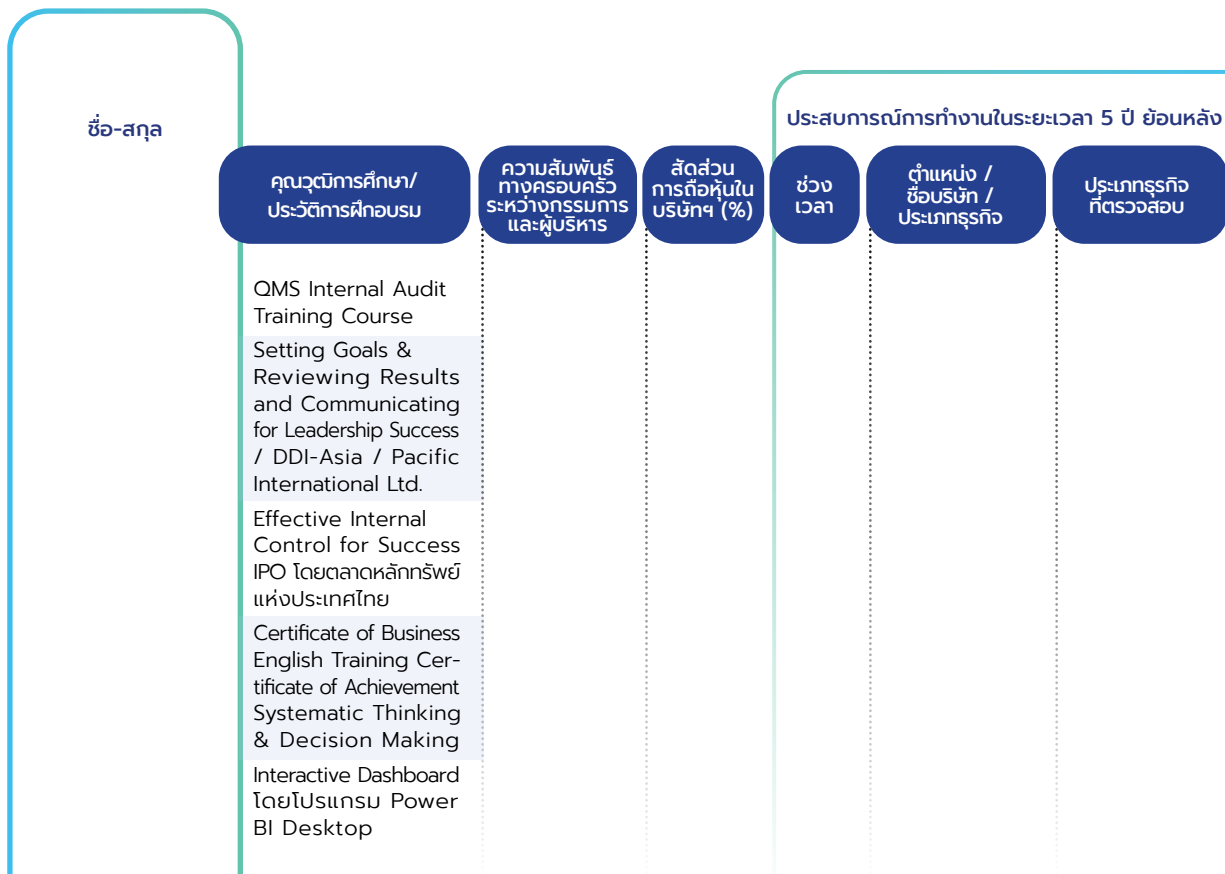 ชื่อ-สกุล
ประสบการณ์การทำงานในระยะเวลา 5 ปี ย้อนหลัง
คุณวุฒิการศึกษา/
ประวัติการฝึกอบรม
ความสัมพันธ์
ทางครอบครัว
ระหว่างกรรมการ
และผู้บริหาร
สัดส่วน
การถือหุ้นใน
บริษัทฯ (%)
ช่วง
เวลา
ตำแหน่ง /
ชื่อบริษัท /
ประเภทธุรกิจ
ประเภทธุรกิจ
ที่ตรวจสอบ
QMS Internal Audit
Training Course
Setting Goals &
Reviewing Results
and Communicating
for Leadership Success
/ DDI-Asia / Pacific
International Ltd.
Effective Internal
Control for Success
IPO โดยตลาดหลักทรัพย์
แห่งประเทศไทย
Certificate of Business
English Training Cer-
tificate of Achievement
Systematic Thinking
& Decision Making
Interactive Dashboard
โดยโปรแกรม Power
BI Desktop